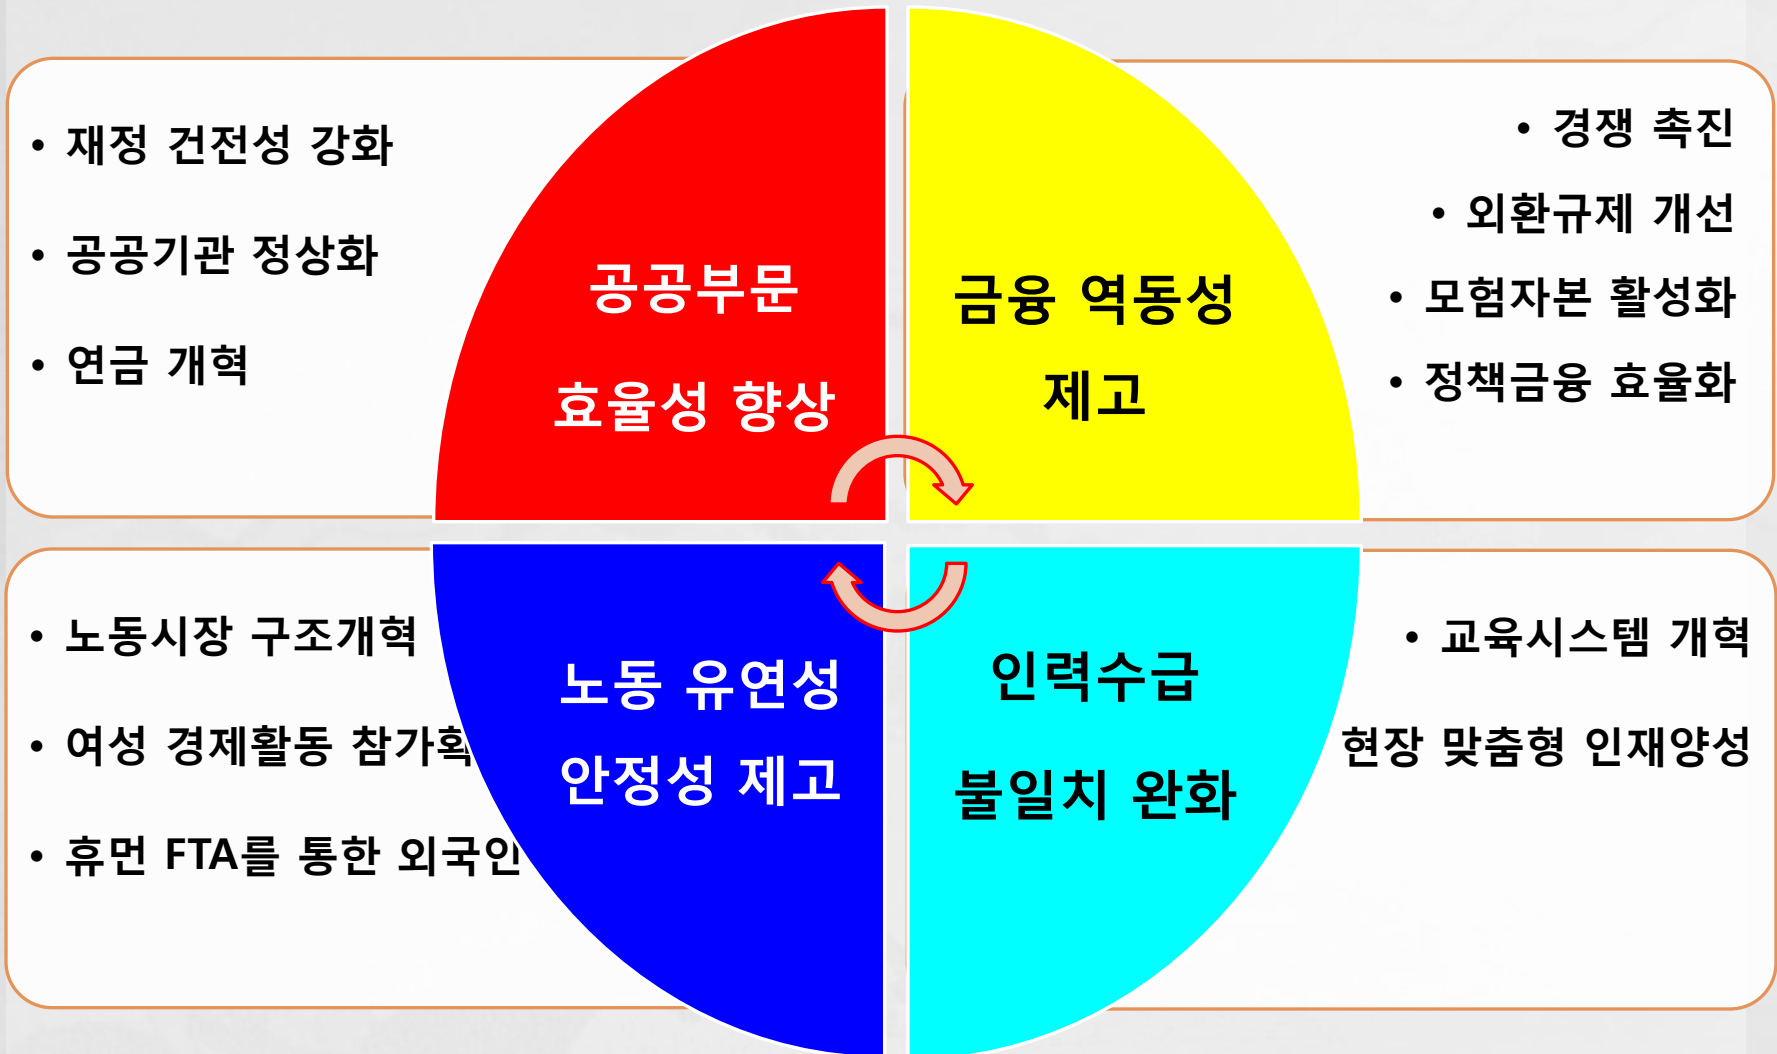 • 재정 건전성 강화
• 공공기관 정상화
• 연금 개혁
공공부문
효율성 향상
금융 역동성
제고
• 경쟁 촉진
• 외환규제 개선
• 모험자본 활성화
• 정책금융 효율화
• 노동시장 구조개혁
• 여성 경제활동
• 휴먼 FTA를 통한 외국인
노동 유연성
안정성 제고
인력수급
불일치 완화
• 교육시스템 개혁
현장 맞춤형 인재양성